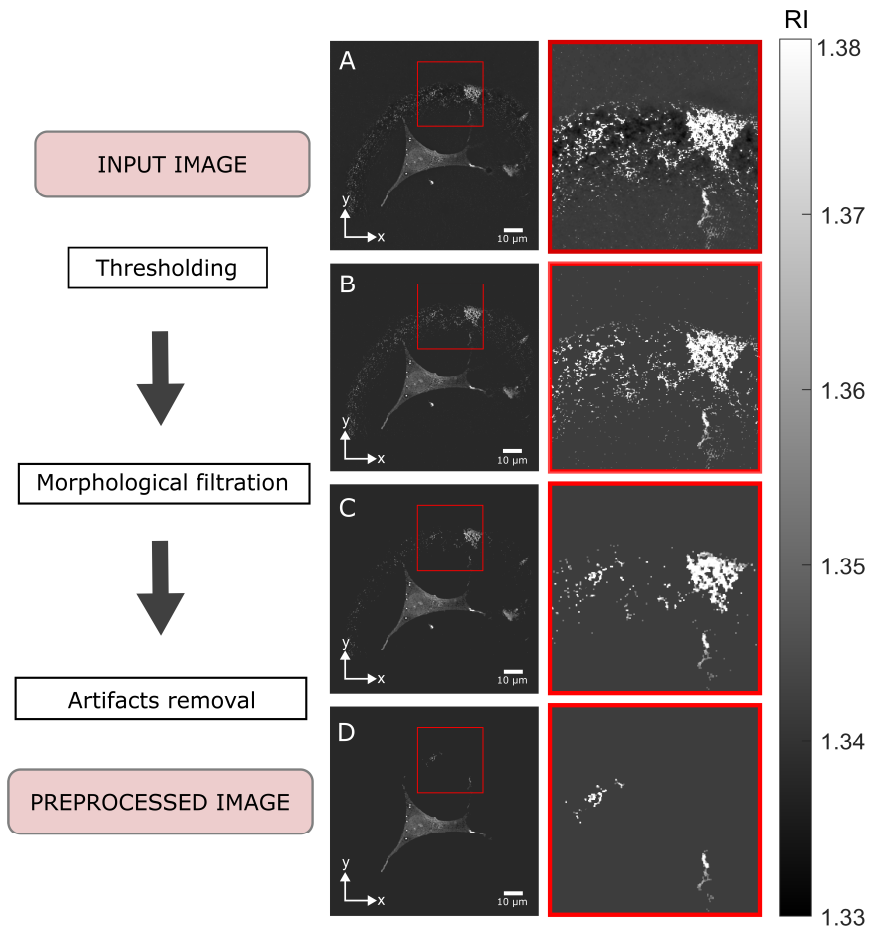 INPUT IMAGE
Thresholding
Morphological filtration
Artifacts removal
PREPROCESSED IMAGE
A
y
x
10 µm
B
y
x
10 µm
C
y
x
10 µm
D
y
x
10 µm
RI
1.38
1.37
1.36
1.35
1.34
1.33